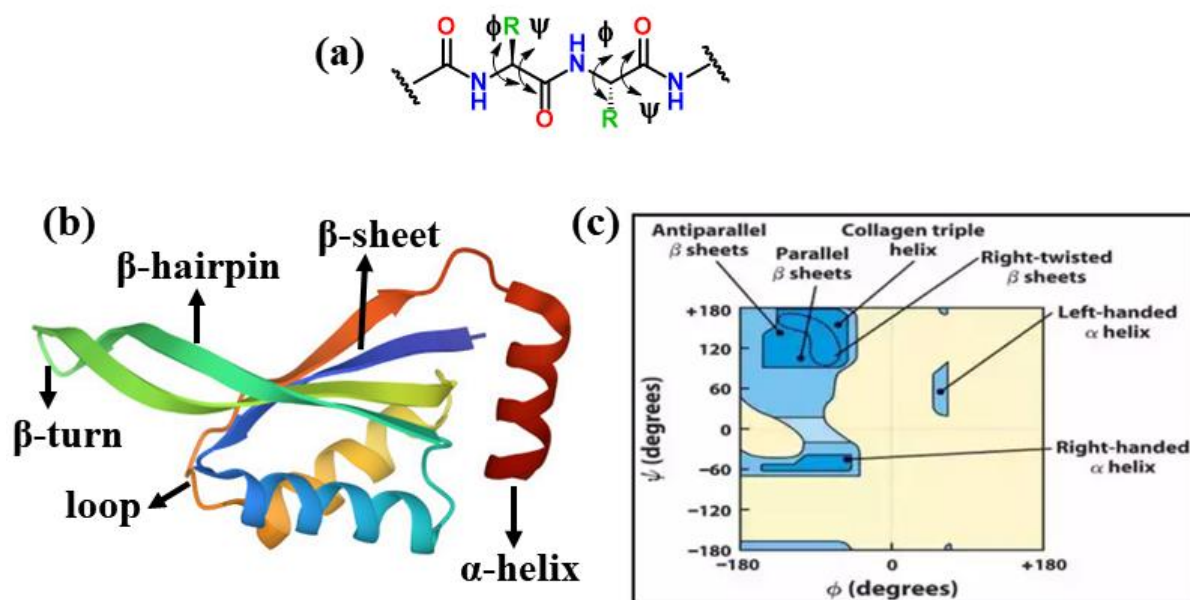 (a)
O
ϕ R ψ
H
N
ϕ
O
N
H
O
R
ψ
N
H
(b)
β-sheet
β-hairpin
β-turn
loop
α-helix
(c)
Antiparallel
β sheets
Parallel
β sheets
Collagen triple
helix
Right-twisted
β sheets
Left-handed
α helix
Right-handed
α helix
+180
120
60
0
−60
−120
−180
ψ (degrees)
−180
0
+180
ϕ (degrees)